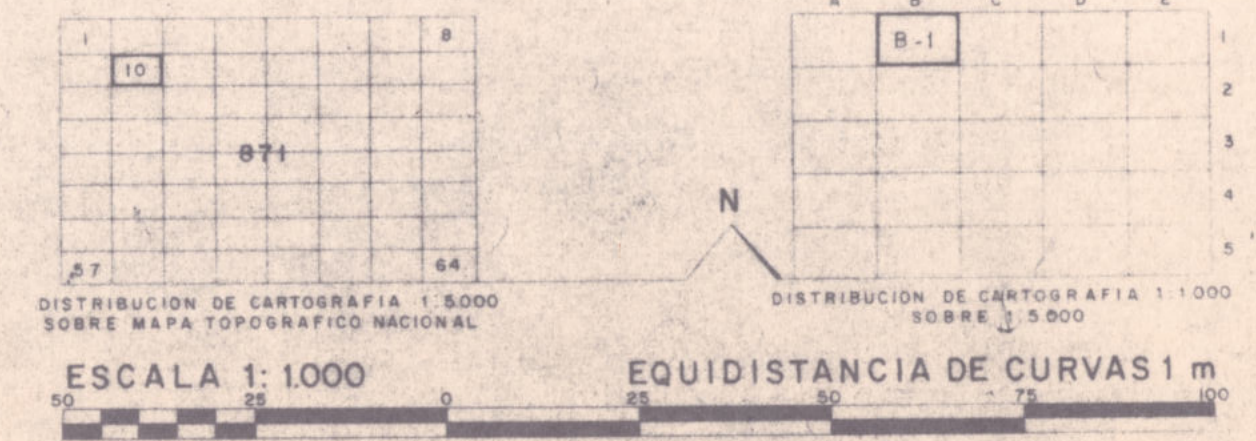 1 8
10
871
57 64
DISTRIBUCION DE CARTOGRAFIA 1:5.000
SOBRE MAPA TOPOGRAFICO NACIONAL
N
A B C D E
B-1
1
2
3
4
5
DISTRIBUCION DE CARTOGRAFIA 1:1.000
SOBRE 1:5.000
ESCALA 1: 1.000
EQUIDISTANCIA DE CURVAS 1 m
50 25 0 25 50 75 100